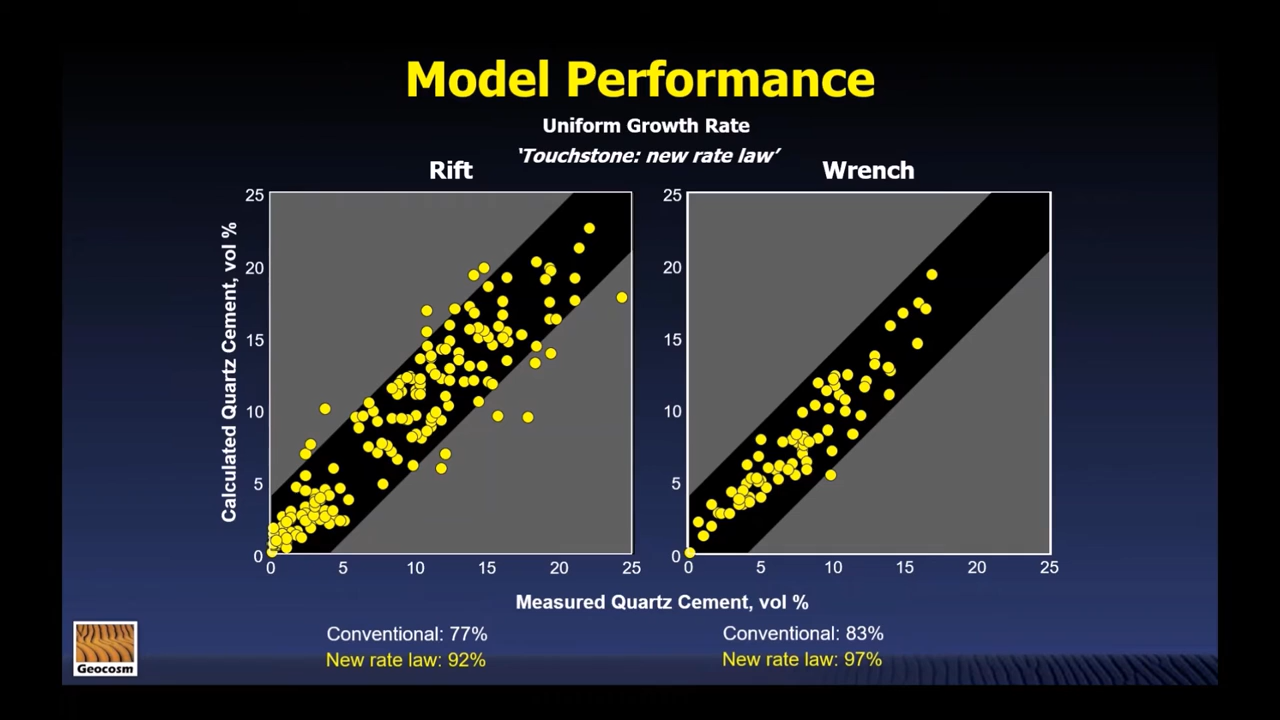 Model Performance
Uniform Growth Rate
‘Touchstone: new rate law’
Rift
Wrench
Calculated Quartz Cement, vol %
25
20
15
10
5
0
0 5 10 15 20 25
25
20
15
10
5
0
0 5 10 15 20 25
Measured Quartz Cement, vol %
Conventional: 77%
New rate law: 92%
Conventional: 83%
New rate law: 97%
Geocosm